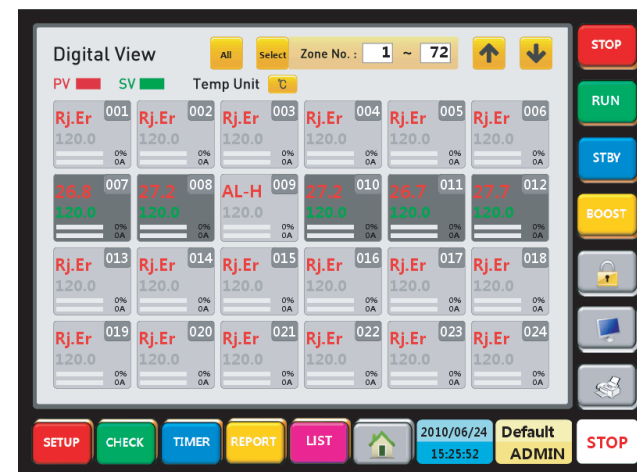 Digital View All Select Zone No. : 1 ~ 72
PV SV Temp Unit ℃
Rj.Er 001 Rj.Er 002 Rj.Er 003 Rj.Er 004 Rj.Er 005 Rj.Er 006
120.0 120.0 120.0 120.0 120.0 120.0
0% 0% 0% 0% 0% 0%
0A 0A 0A 0A 0A 0A
26.8 007 27.2 008 AL-H 009 27.2 010 26.7 011 27.7 012
120.0 120.0 120.0 120.0 120.0 120.0
0% 0% 0% 0% 0% 0%
0A 0A 0A 0A 0A 0A
Rj.Er 013 Rj.Er 014 Rj.Er 015 Rj.Er 016 Rj.Er 017 Rj.Er 018
120.0 120.0 120.0 120.0 120.0 120.0
0% 0% 0% 0% 0% 0%
0A 0A 0A 0A 0A 0A
Rj.Er 019 Rj.Er 020 Rj.Er 021 Rj.Er 022 Rj.Er 023 Rj.Er 024
120.0 120.0 120.0 120.0 120.0 120.0
0% 0% 0% 0% 0% 0%
0A 0A 0A 0A 0A 0A
STOP
RUN
STBY
BOOST
SETUP CHECK TIMER REPORT LIST 2010/06/24 Default STOP
15:25:52 ADMIN